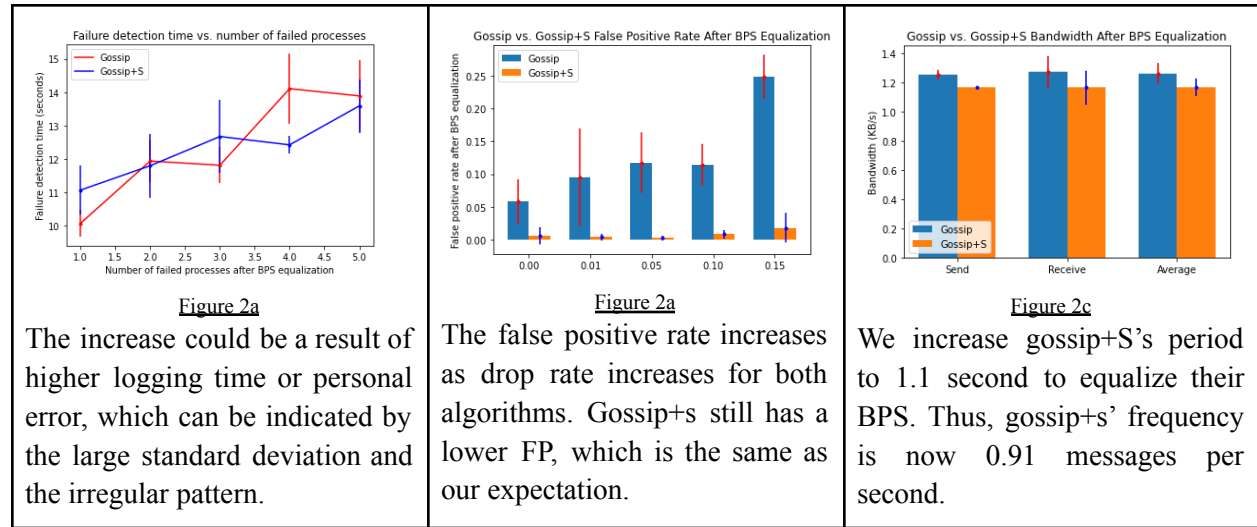 Failure detection time vs. number of failed processes
Gossip
Gossip+S
15
14
13
12
11
10
Failure detection time (seconds)
1.0 1.5 2.0 2.5 3.0 3.5 4.0 4.5 5.0
Number of failed processes after BPS equalization
Figure 2a
The increase could be a result of
higher logging time or personal
error, which can be indicated by
the large standard deviation and
the irregular pattern.
Gossip vs. Gossip+S False Positive Rate After BPS Equalization
Gossip
Gossip+S
0.25
0.20
0.15
0.10
0.05
0.00
False positive rate after BPS equalization
0.00 0.01 0.05 0.10 0.15
Figure 2a
The false positive rate increases
as drop rate increases for both
algorithms. Gossip+s still has a
lower FP, which is the same as
our expectation.
Gossip vs. Gossip+S Bandwidth After BPS Equalization
1.4
1.2
1.0
0.8
0.6
0.4
0.2
0.0
Bandwidth (KB/s)
Gossip
Gossip+S
Send Receive Average
Figure 2c
We increase gossip+S's period
to 1.1 second to equalize their
BPS. Thus, gossip+s' frequency
is now 0.91 messages per
second.